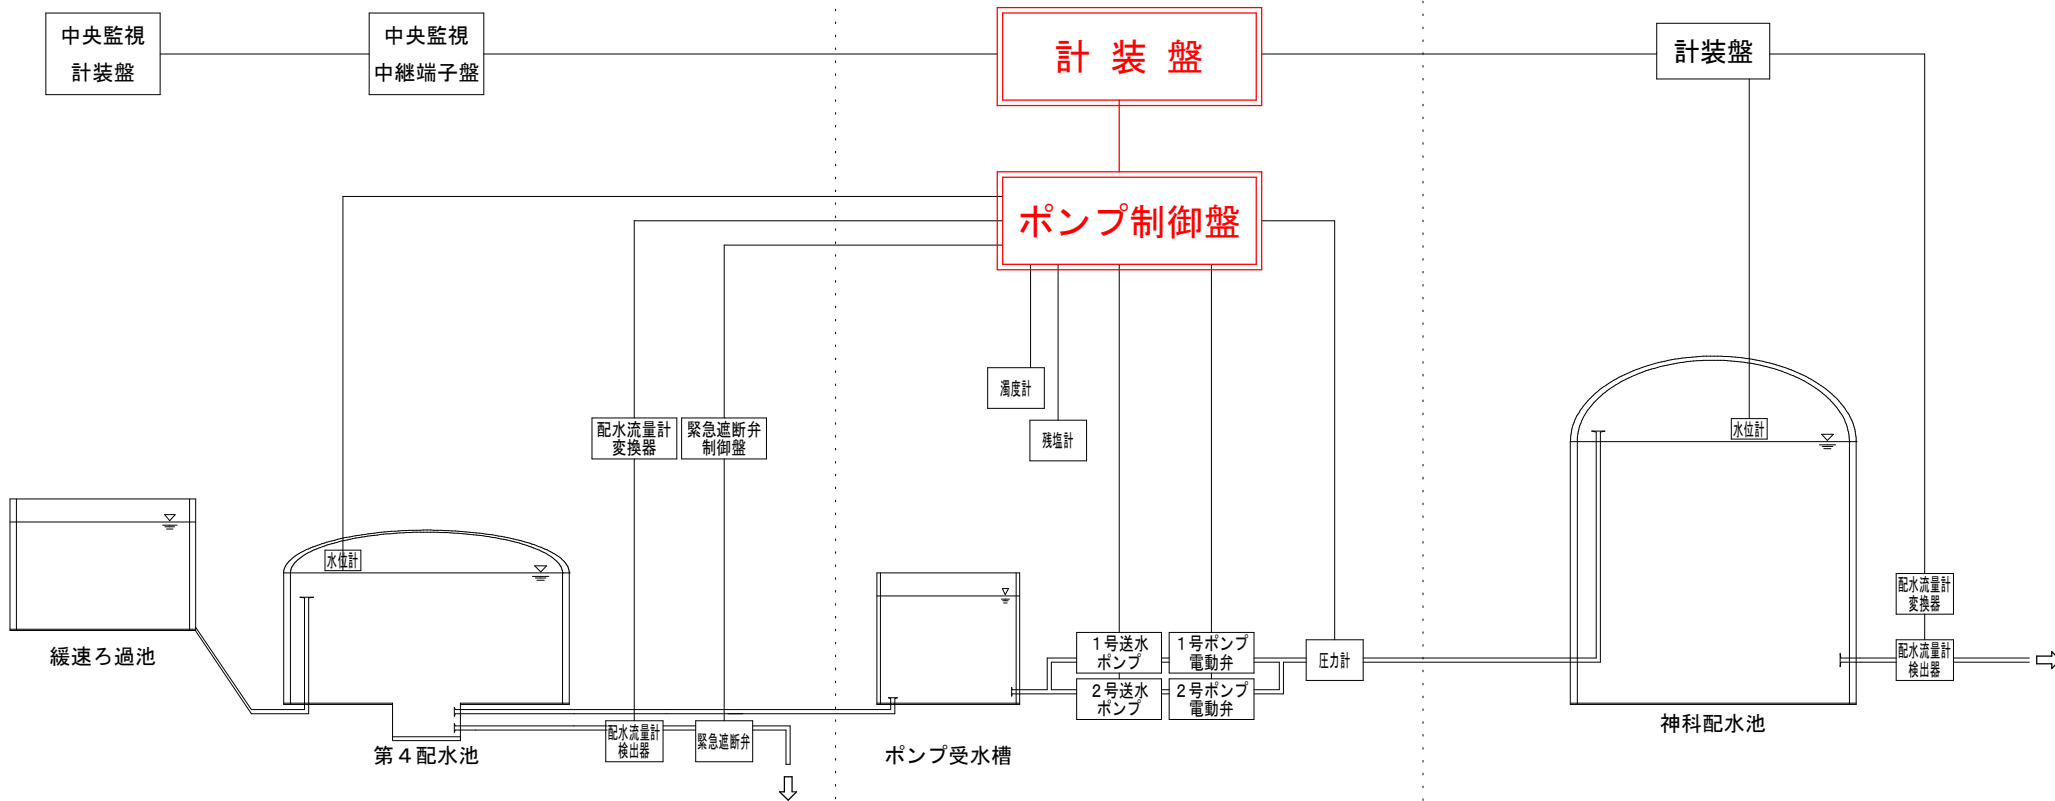 中央監視
計装盤
中央監視
中継端子盤
計装盤
計装盤
ポンプ制御盤
濁度計
残塩計
配水流量計
変換器
緊急遮断弁
制御盤
水位計
水位計
緩速ろ過池
第4配水池
配水流量計
検出器
緊急遮断弁
ポンプ受水槽
1号送水
ポンプ
1号ポンプ
電動弁
2号送水
ポンプ
2号ポンプ
電動弁
圧力計
配水流量計
変換器
配水流量計
検出器
神科配水池